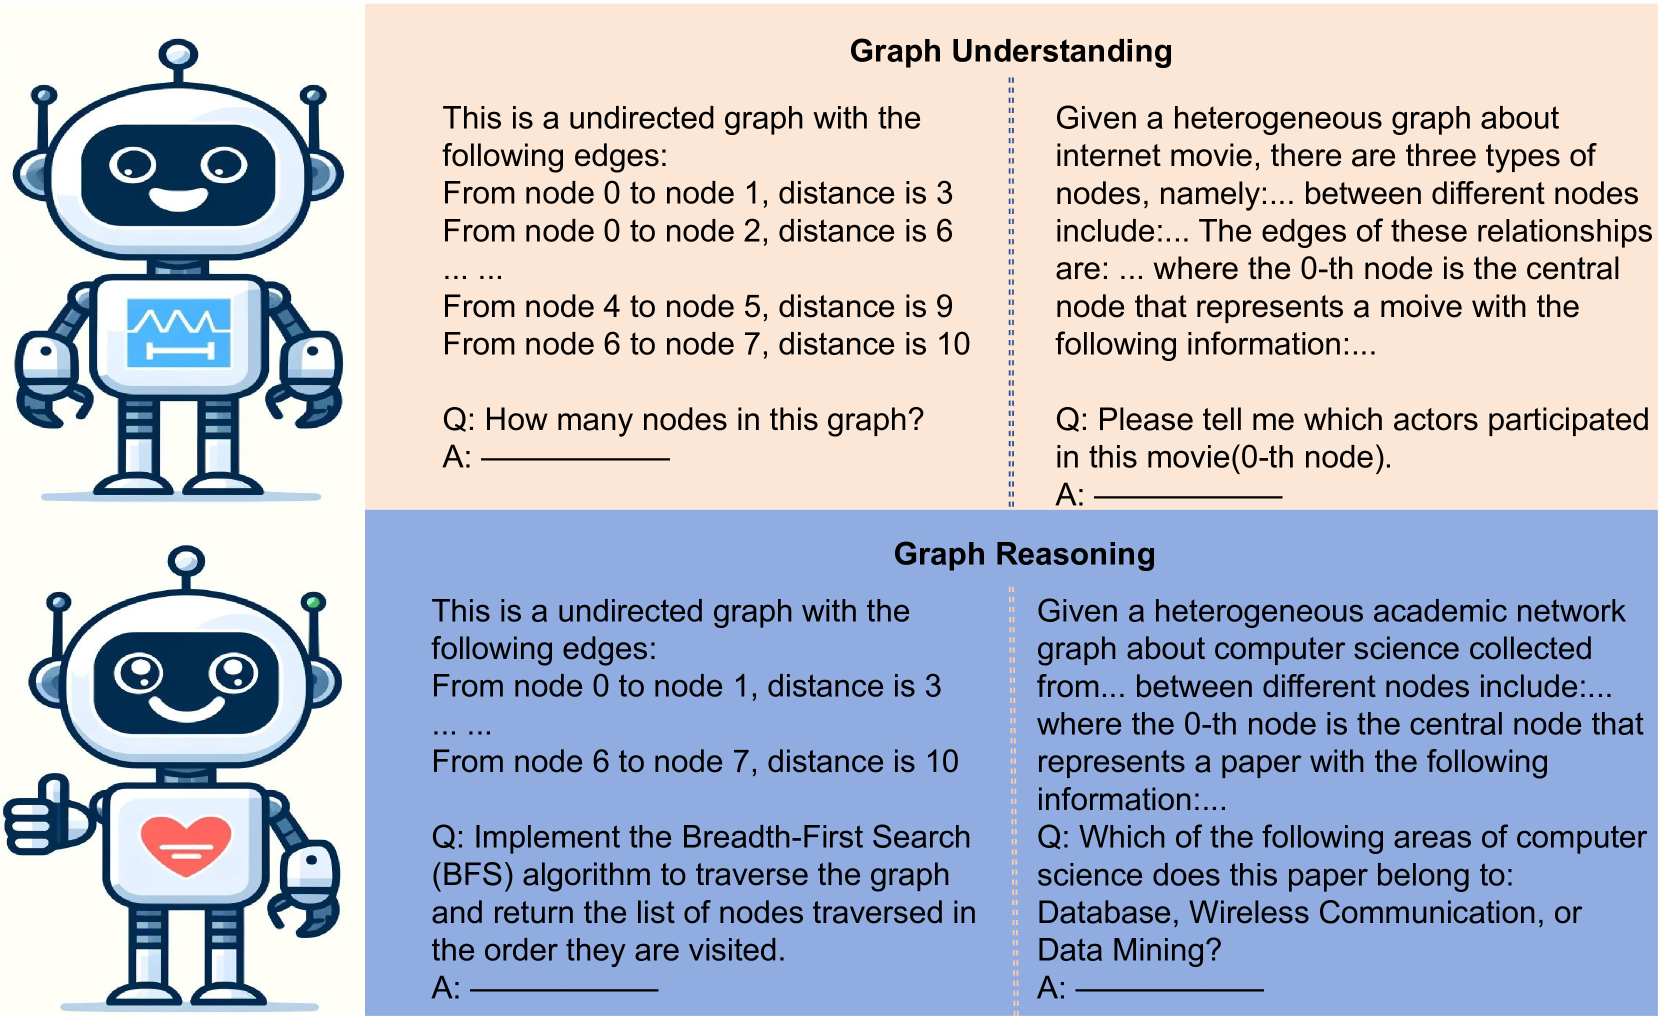 Graph Understanding
This is a undirected graph with the
following edges:
From node 0 to node 1, distance is 3
From node 0 to node 2, distance is 6
... ...
From node 4 to node 5, distance is 9
From node 6 to node 7, distance is 10
Q: How many nodes in this graph?
A:
Given a heterogeneous graph about
internet movie, there are three types of
nodes, namely:... between different nodes
include:... The edges of these relationships
are: ... where the 0-th node is the central
node that represents a moive with the
following information:...
Q: Please tell me which actors participated
in this movie(0-th node).
A:
Graph Reasoning
This is a undirected graph with the
following edges:
From node 0 to node 1, distance is 3
... ...
From node 6 to node 7, distance is 10
Q: Implement the Breadth-First Search
(BFS) algorithm to traverse the graph
and return the list of nodes traversed in
the order they are visited.
A:
Given a heterogeneous academic network
graph about computer science collected
from... between different nodes include:...
where the 0-th node is the central node that
represents a paper with the following
information:...
Q: Which of the following areas of computer
science does this paper belong to:
Database, Wireless Communication, or
Data Mining?
A: